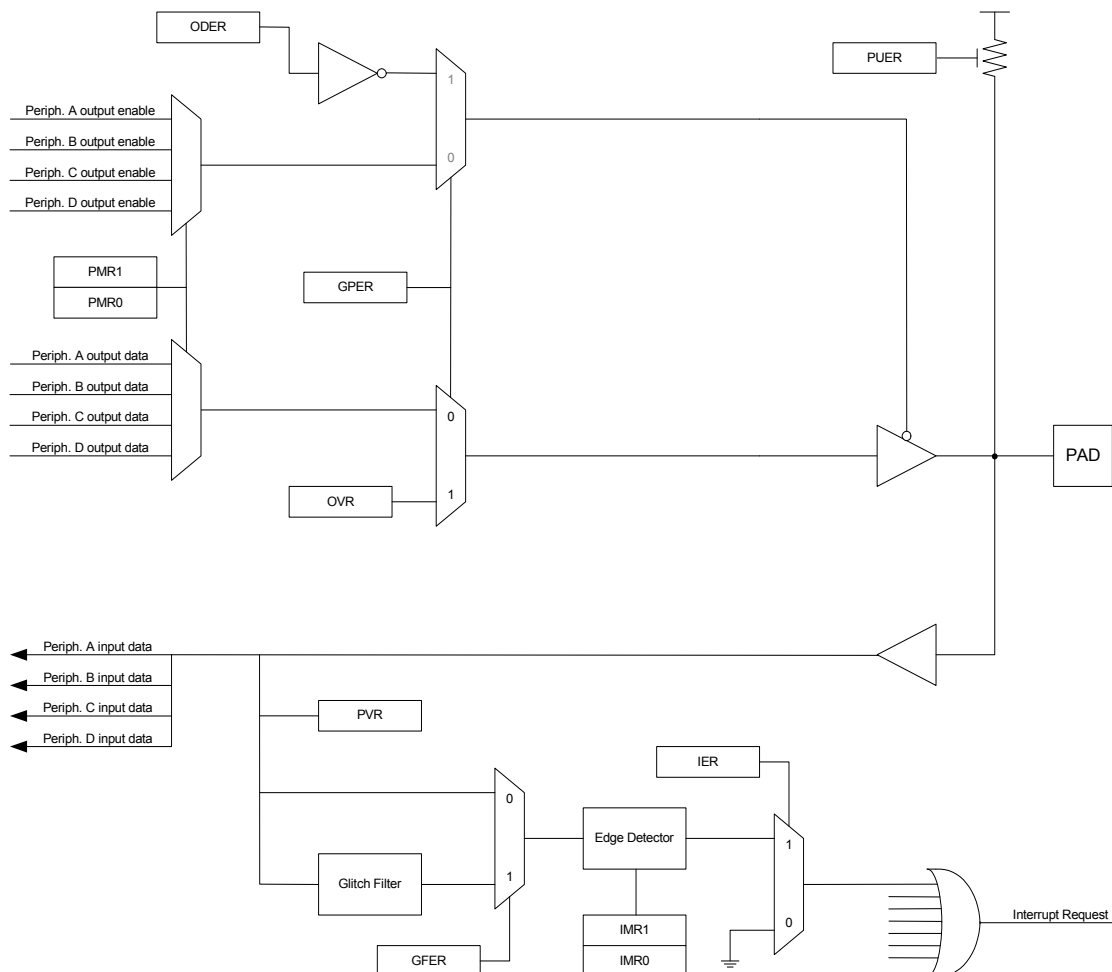 ODER
PUER
1
Periph. A output enable
Periph. B output enable
0
Periph. C output enable
Periph. D output enable
PMR1
GPER
PMR0
Periph. A output data
Periph. B output data
0
Periph. C output data
Periph. D output data
PAD
OVR
1
Periph. A input data
Periph. B input data
PVR
Periph. C input data
Periph. D input data
IER
0
Edge Detector
1
Glitch Filter
1
0
Interrupt Request
IMR1
GFER
IMR0